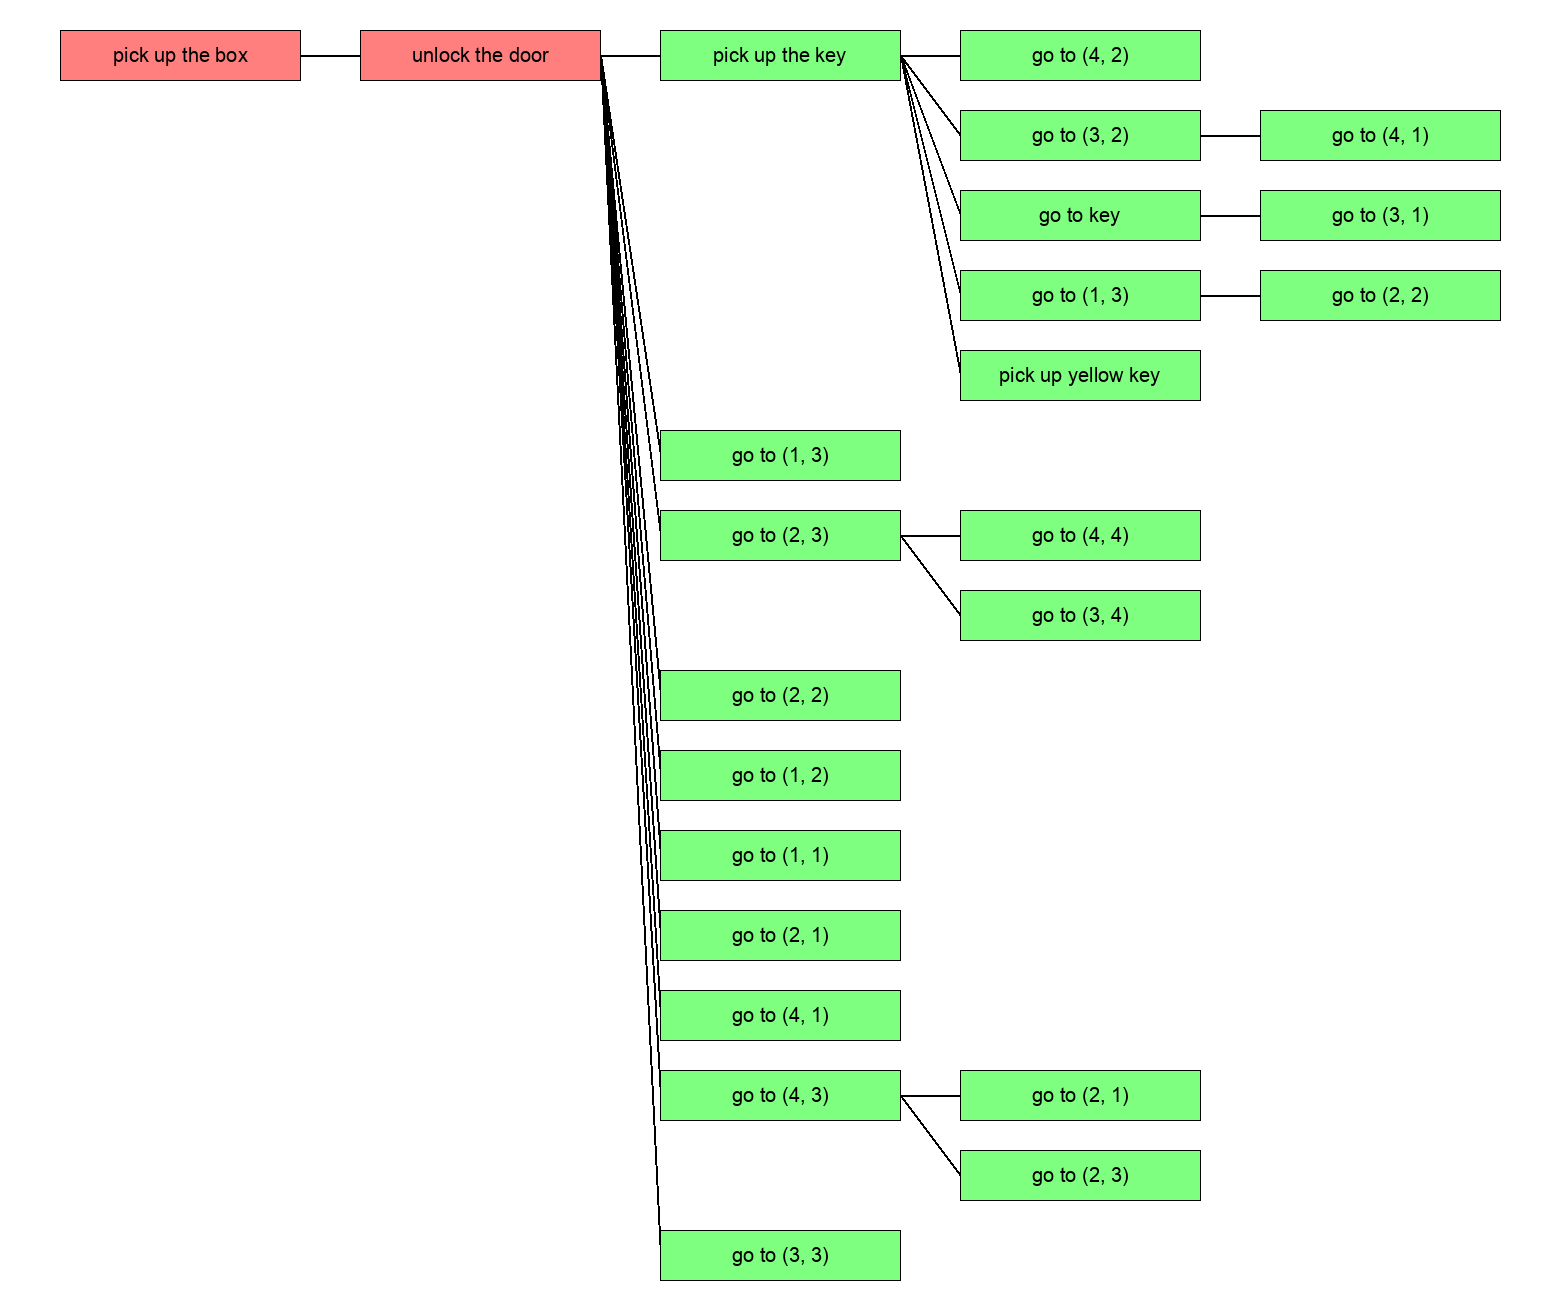 pick up the box
unlock the door
pick up the key
go to (4, 2)
go to (3, 2)
go to (4, 1)
go to key
go to (3, 1)
go to (1, 3)
go to (2, 2)
pick up yellow key
go to (1, 3)
go to (2, 3)
go to (4, 4)
go to (3, 4)
go to (2, 2)
go to (1, 2)
go to (1, 1)
go to (2, 1)
go to (4, 1)
go to (4, 3)
go to (2, 1)
go to (2, 3)
go to (3, 3)